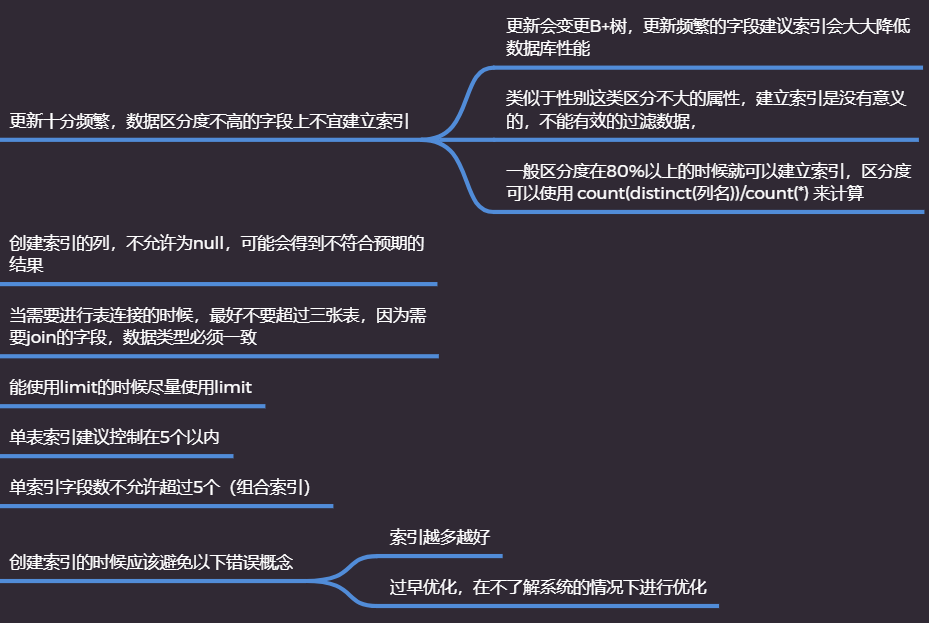 更新会变更B+树，更新频繁的字段建议索引会大大降低
数据库性能
更新十分频繁，数据区分度不高的字段上不宜建立索引
类似于性别这类区分不大的属性，建立索引是没有意义
的，不能有效的过滤数据，
一般区分度在80%以上的时候就可以建立索引，区分度
可以使用 count(distinct(列名))/count(*) 来计算
创建索引的列，不允许为null，可能会得到不符合预期的
结果
当需要进行表连接的时候，最好不要超过三张表，因为需
要join的字段，数据类型必须一致
能使用limit的时候尽量使用limit
单表索引建议控制在5个以内
单索引字段数不允许超过5个（组合索引）
创建索引的时候应该避免以下错误概念
索引越多越好
过早优化，在不了解系统的情况下进行优化